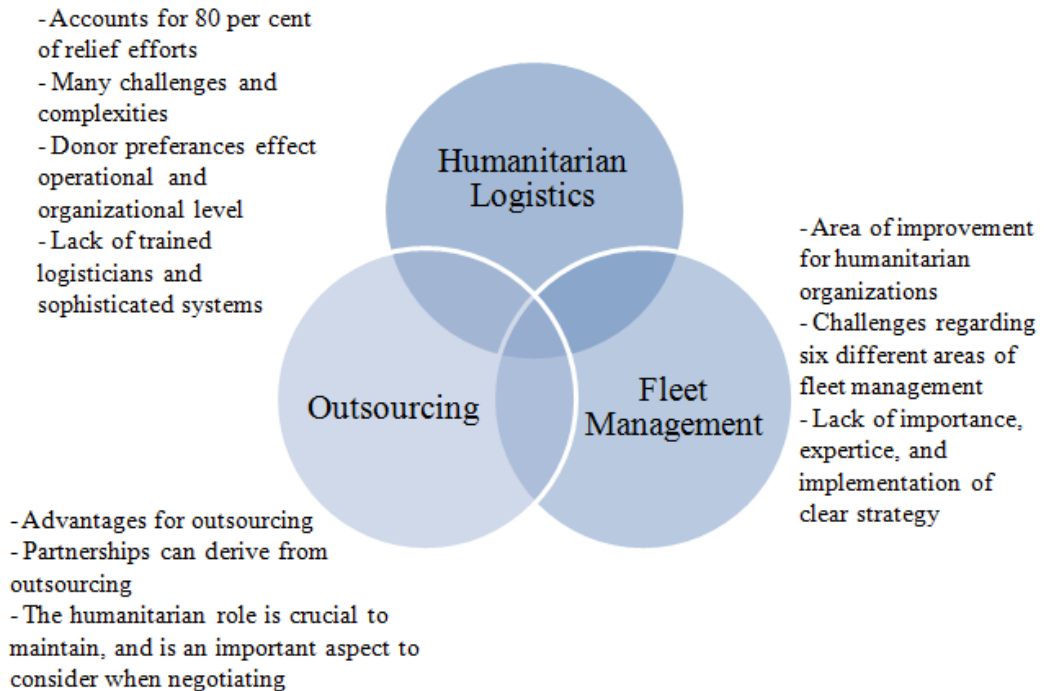 - Accounts for 80 per cent
of relief efforts
- Many challenges and
complexities
- Donor preferances effect
operational and
organizational level
- Lack of trained
logisticians and
sophisticated systems
Humanitarian
Logistics
- Area of improvement
for humanitarian
organizations
- Challenges regarding
six different areas of
fleet management
- Lack of importance,
expertice, and
implementation of
clear strategy
Outsourcing
Fleet
Management
- Advantages for outsourcing
- Partnerships can derive from
outsourcing
- The humanitarian role is crucial to
maintain, and is an important aspect to
consider when negotiating